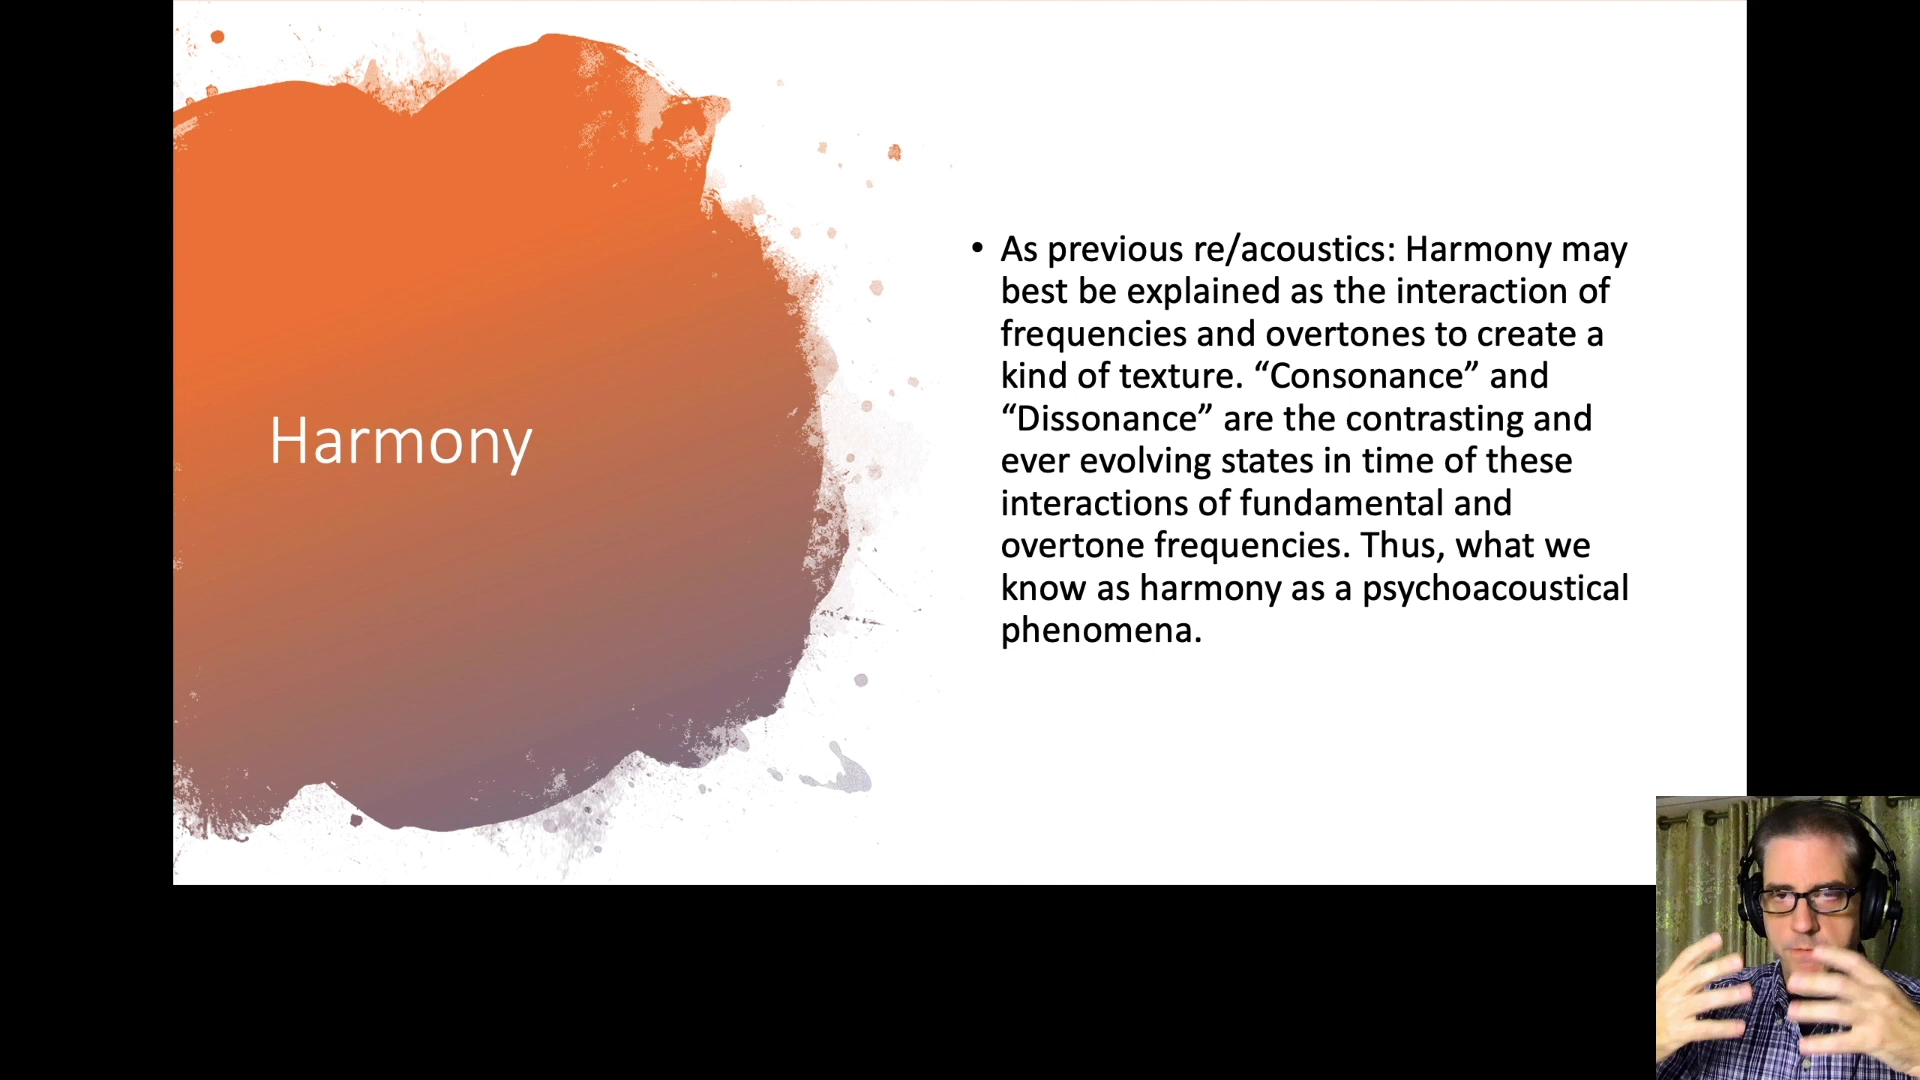 Harmony
• As previous re/acoustics: Harmony may
best be explained as the interaction of
frequencies and overtones to create a
kind of texture. “Consonance” and
“Dissonance” are the contrasting and
ever evolving states in time of these
interactions of fundamental and
overtone frequencies. Thus, what we
know as harmony as a psychoacoustical
phenomena.